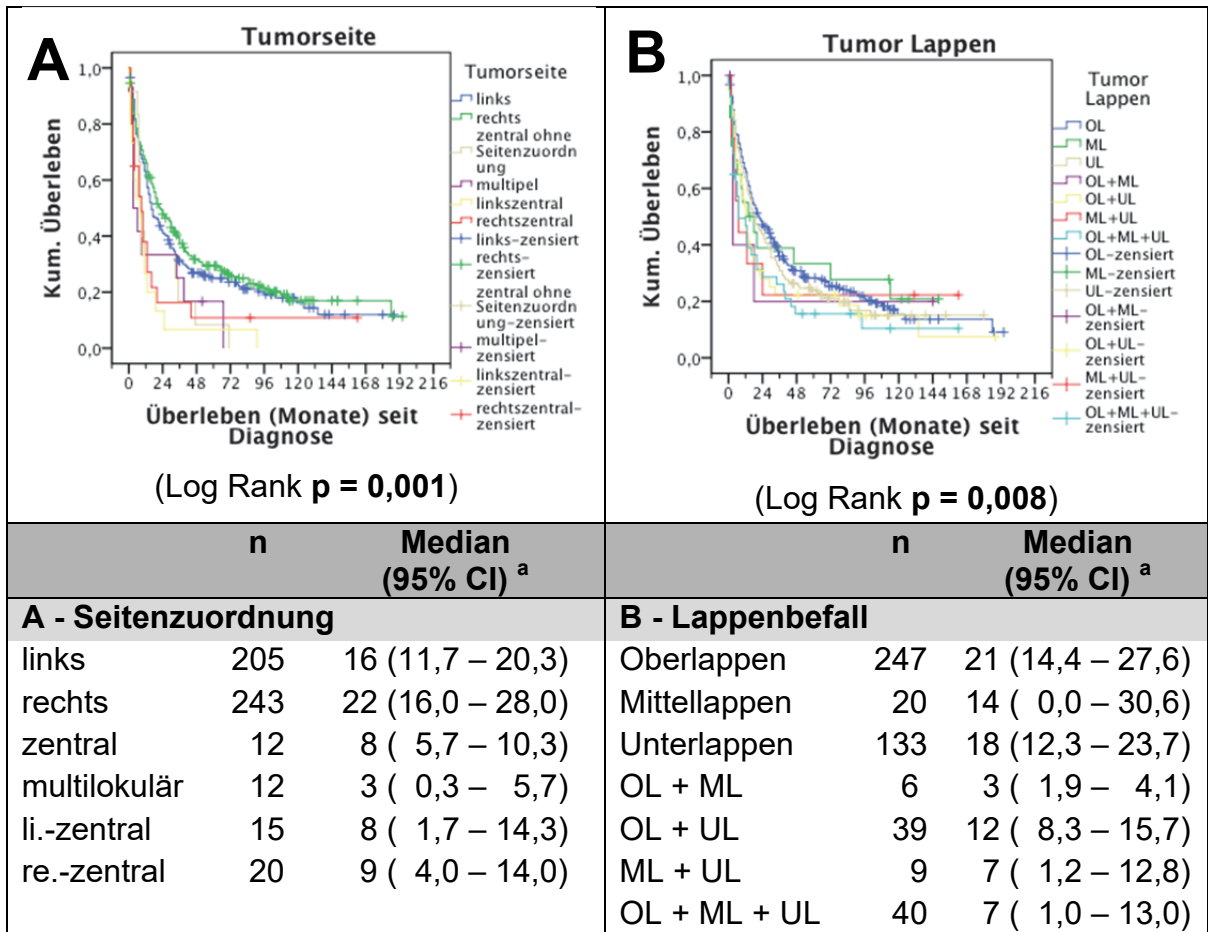 A
Tumorseite
Kum. Überleben
1,0
0,8
0,6
0,4
0,2
0,0
0 24 48 72 96 120 144 168 192 216
Überleben (Monate) seit
Diagnose
Tumorseite
links
rechts
zentral ohne
Seitenzuordn
ung
multipel
linkszentral
rechtszentral
links-zensiert
rechts-
zensiert
zentral ohne
Seitenzuordn
ung-zensiert
multipel-
zensiert
linkszentral-
zensiert
rechtszentral-
zensiert
(Log Rank p = 0,001)
B
Tumor Lappen
Kum. Überleben
1,0
0,8
0,6
0,4
0,2
0,0
0 24 48 72 96 120 144 168 192 216
Überleben (Monate) seit
Diagnose
Tumor
Lappen
OL
ML
UL
OL+ML
OL+UL
ML+UL
OL+ML+UL
OL-zensiert
ML-zensiert
UL-zensiert
OL+ML-
zensiert
OL+UL-
zensiert
ML+UL-
zensiert
OL+ML+UL-
zensiert
(Log Rank p = 0,008)
n Median
(95% CI) a
A - Seitenzuordnung
links 205 16 (11,7 – 20,3)
rechts 243 22 (16,0 – 28,0)
zentral 12 8 ( 5,7 – 10,3)
multilokulär 12 3 ( 0,3 – 5,7)
li.-zentral 15 8 ( 1,7 – 14,3)
re.-zentral 20 9 ( 4,0 – 14,0)
n Median
(95% CI) a
B - Lappenbefall
Oberlappen 247 21 (14,4 – 27,6)
Mittellappen 20 14 ( 0,0 – 30,6)
Unterlappen 133 18 (12,3 – 23,7)
OL + ML 6 3 ( 1,9 – 4,1)
OL + UL 39 12 ( 8,3 – 15,7)
ML + UL 9 7 ( 1,2 – 12,8)
OL + ML + UL 40 7 ( 1,0 – 13,0)